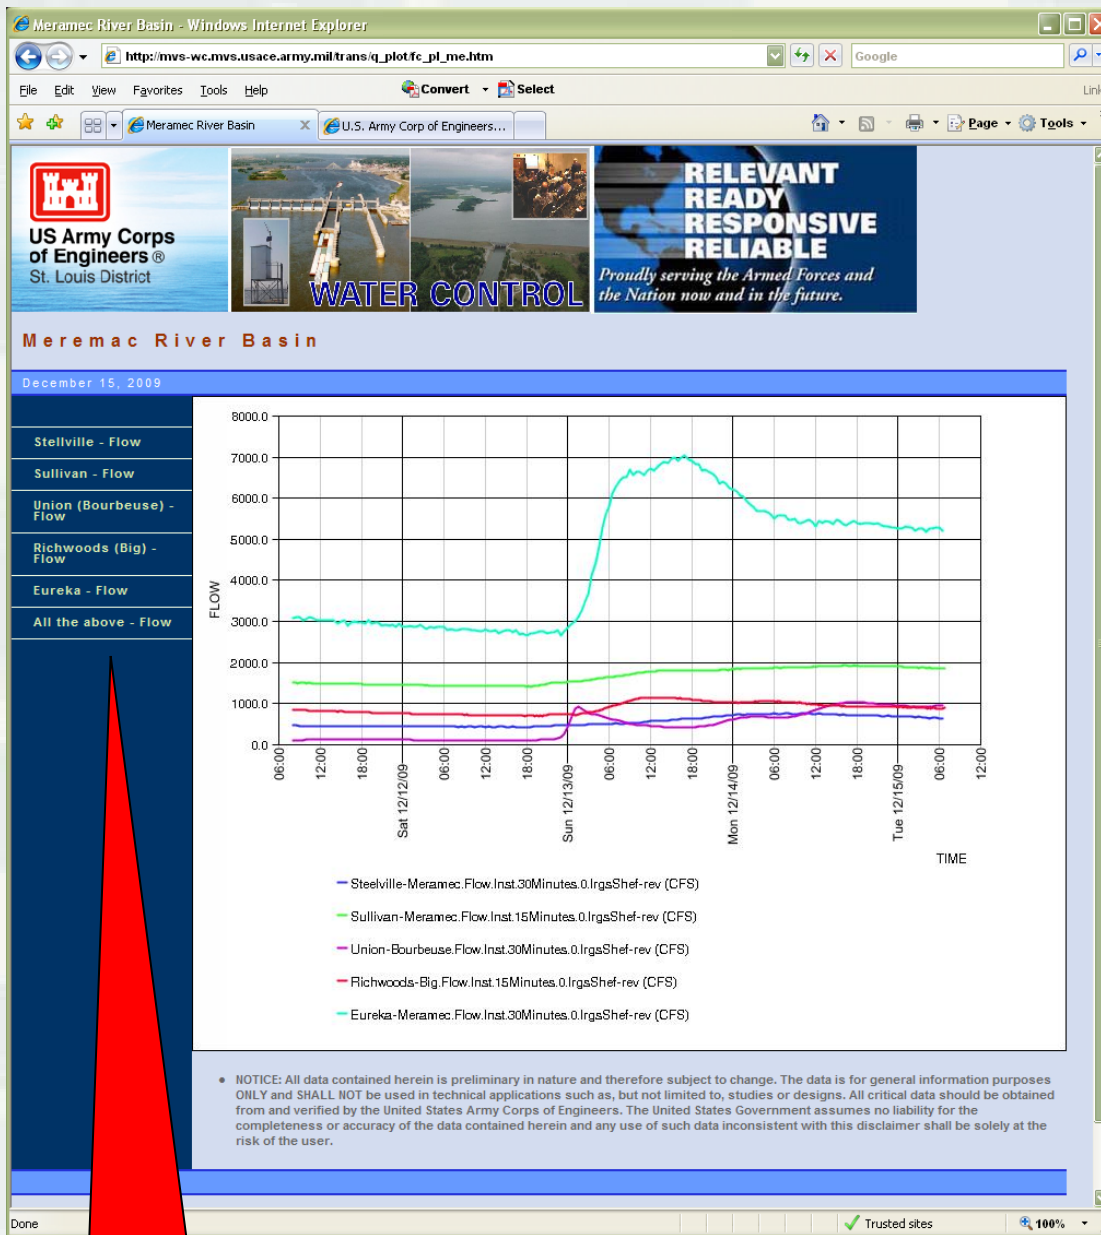 Meramec River Basin - Windows Internet Explorer
http://mvs-wc.mvs.usace.army.mil/trans/q_plot/fc_pl_me.htm
Google
File Edit View Favorites Tools Help
Convert Select
Meramec River Basin
U.S. Army Corp of Engineers...
Page Tools
US Army Corps
of Engineers ®
St. Louis District
WATER CONTROL
RELEVANT
READY
RESPONSIVE
RELIABLE
Proudly serving the Armed Forces and
the Nation now and in the future.
Meremac River Basin
December 15, 2009
Stellville - Flow
Sullivan - Flow
Union (Bourbeuse) -
Flow
Richwoods (Big) -
Flow
Eureka - Flow
All the above - Flow
8000.0
7000.0
6000.0
5000.0
4000.0
3000.0
2000.0
1000.0
0.0
FLOW
06:00
12:00
18:00
Sat 12/12/09
06:00
12:00
18:00
Sun 12/13/09
06:00
12:00
18:00
Mon 12/14/09
06:00
12:00
18:00
Tue 12/15/09
06:00
12:00
TIME
Steelville-Meramec.Flow.Inst.30Minutes.0.lrgsShef-rev (CFS)
Sullivan-Meramec.Flow.Inst.15Minutes.0.lrgsShef-rev (CFS)
Union-Bourbeuse.Flow.Inst.30Minutes.0.lrgsShef-rev (CFS)
Richwoods-Big.Flow.Inst.15Minutes.0.lrgsShef-rev (CFS)
Eureka-Meramec.Flow.Inst.30Minutes.0.lrgsShef-rev (CFS)
• NOTICE: All data contained herein is preliminary in nature and therefore subject to change. The data is for general information purposes
ONLY and SHALL NOT be used in technical applications such as, but not limited to, studies or designs. All critical data should be obtained
from and verified by the United States Army Corps of Engineers. The United States Government assumes no liability for the
completeness or accuracy of the data contained herein and any use of such data inconsistent with this disclaimer shall be solely at the
risk of the user.
Done
Trusted sites
100%